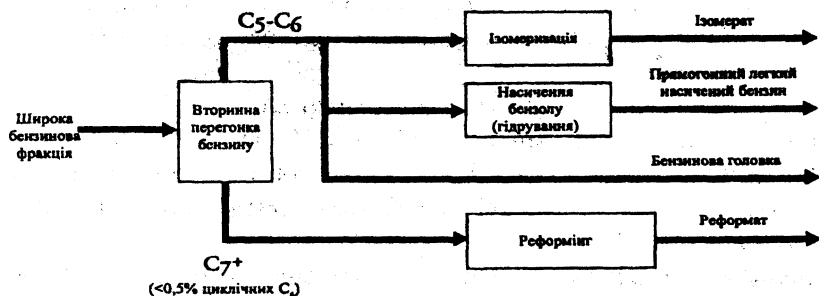 C5-C6
Ізомеризація
Ізомерат
Широка
бензинова
фракція
Вторинна
перегонка
бензину
Насичення
бензолу
(гідрування)
Прямогонний легкий
насичений бензин
Бензинова головка
Реформінг
Реформат
C7+
(<0,5% циклічних C6)